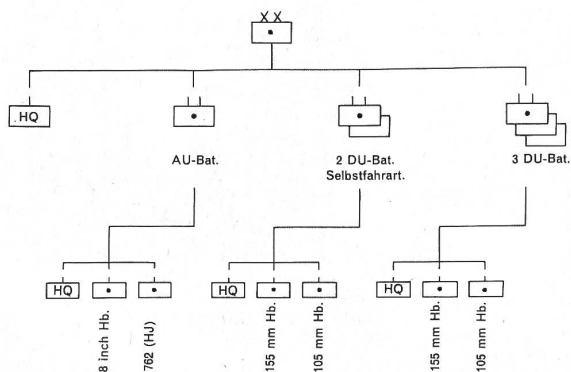 XX
HQ
AU-Bat.
2 DU-Bat.
Selbstfahrart.
3 DU-Bat.
HQ
8 inch Hb.
762 (HJ)
HQ
155 mm Hb.
105 mm Hb.
HQ
155 mm Hb.
105 mm Hb.